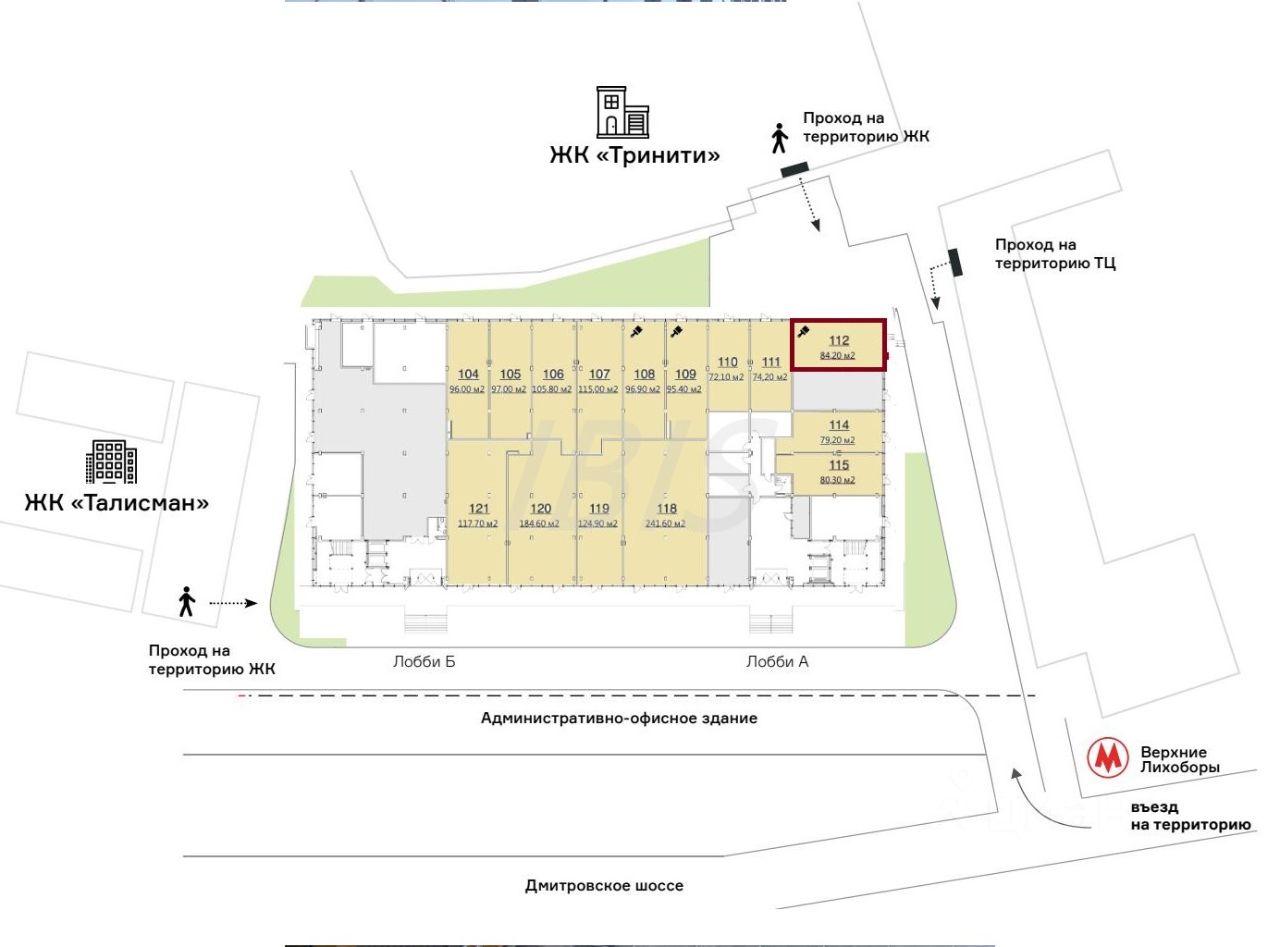 Проход на
территорию ЖК
ЖК «Тринити»
Проход на
территорию ТЦ
112
84.20 м2
104
96.00 м2
105
97.00 м2
106
105.80 м2
107
115.00 м2
108
96.90 м2
109
95.40 м2
110
72.10 м2
111
74.20 м2
114
79.20 м2
115
80.30 м2
IBIS
ЖК «Талисман»
121
117.70 м2
120
184.60 м2
119
124.90 м2
118
241.60 м2
Проход на
территорию ЖК
Лобби Б
Лобби А
Административно-офисное здание
Верхние
Лихоборы
въезд
на территорию
Дмитровское шоссе